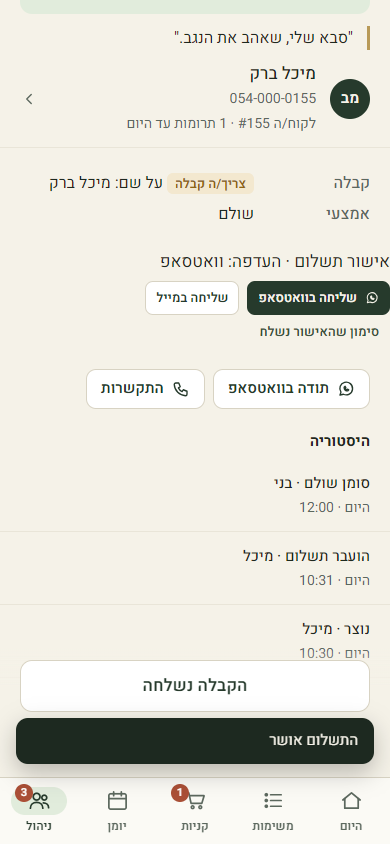 "סבא שלי, שאהב את הנגב."
מב
מיכל ברק
054-000-0155
לקוח/ה #155 · 1 תרומות עד היום
קבלה צריך/ה קבלה על שם: מיכל ברק
אמצעי שולם
אישור תשלום · העדפה: וואטסאפ
שליחה בוואטסאפ שליחה במייל
סימון שהאישור נשלח
תודה בוואטסאפ התקשרות
היסטוריה
סומן שולם · בני
היום · 12:00
הועבר תשלום · מיכל
היום · 10:31
נוצר · מיכל
היום · 10:30
הקבלה נשלחה
התשלום אושר
1 3
היום משימות קניות יומן ניהול